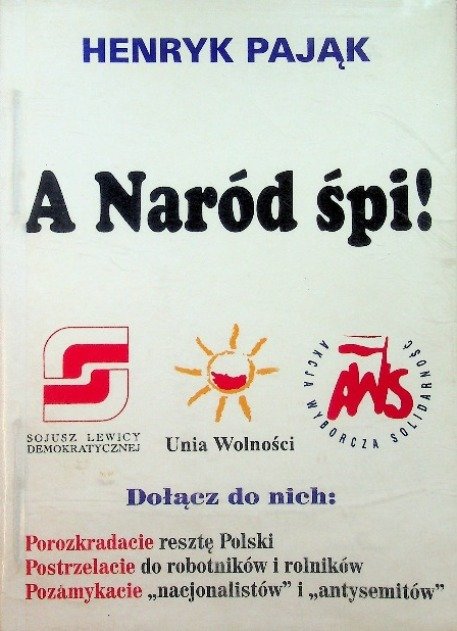 HENRYK PAJĄK
A Naród śpi!
SOJUSZ LEWICY
DEMOKRATYCZNEJ
Unia Wolności
AWS
AKCJA WYBORCZA SOLIDARNOŚĆ
Dołącz do nich:
Porozkradacie resztę Polski
Postrzelacie do robotników i rolników
Pozamykacie „nacjonalistów” i „antysemitów”